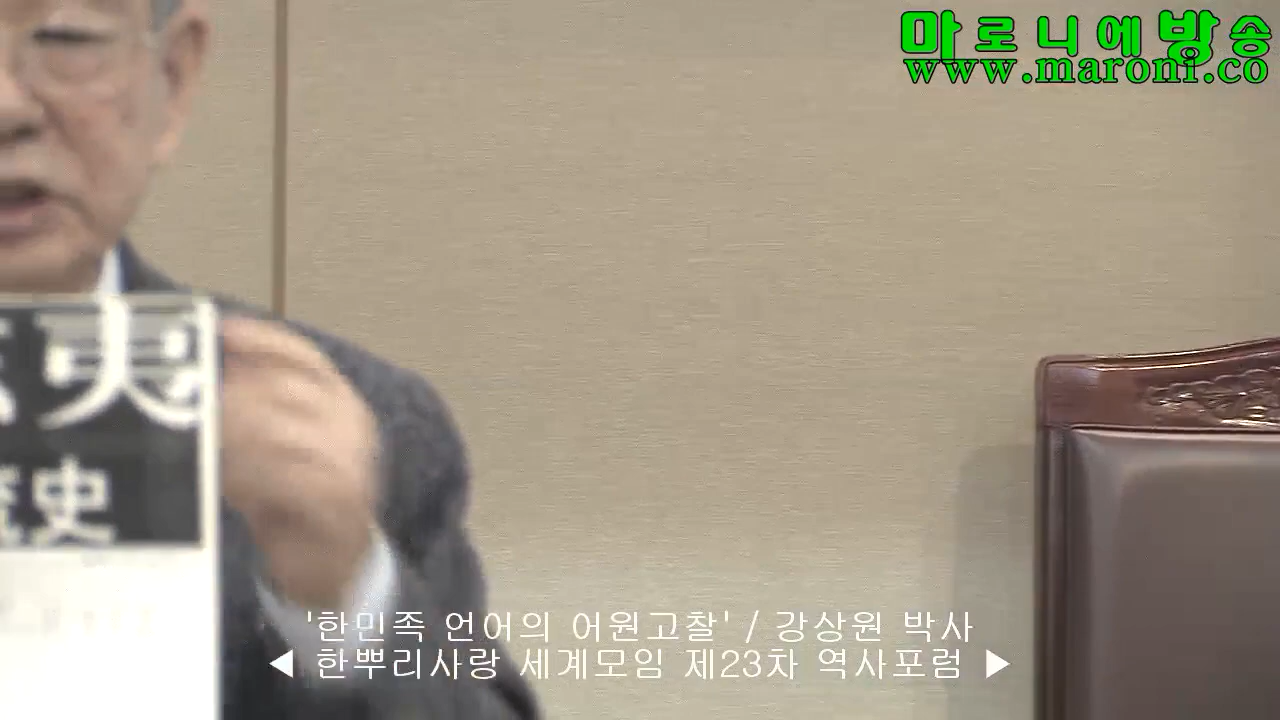 마로니에방송
www.maroni.co
夷
史
'한민족 언어의 어원고찰' / 강상원 박사
◀ 한뿌리사랑 세계모임 제23차 역사포럼 ▶